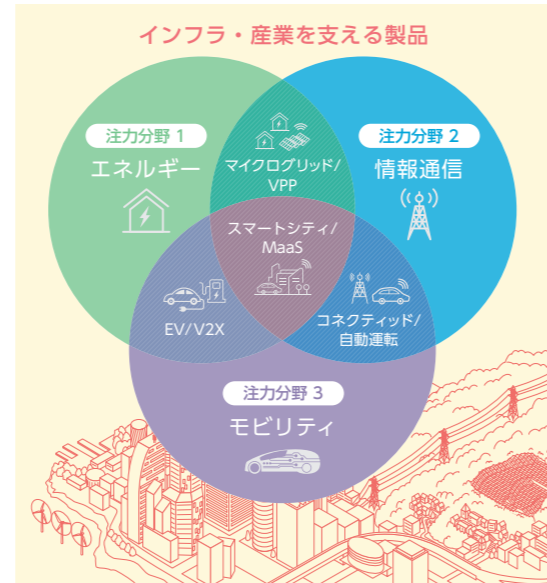 インフラ・産業を支える製品
注力分野 1
エネルギー
マイクログリッド/
VPP
注力分野 2
情報通信
スマートシティ/
MaaS
EV/V2X
コネクティッド/
自動運転
注力分野 3
モビリティ